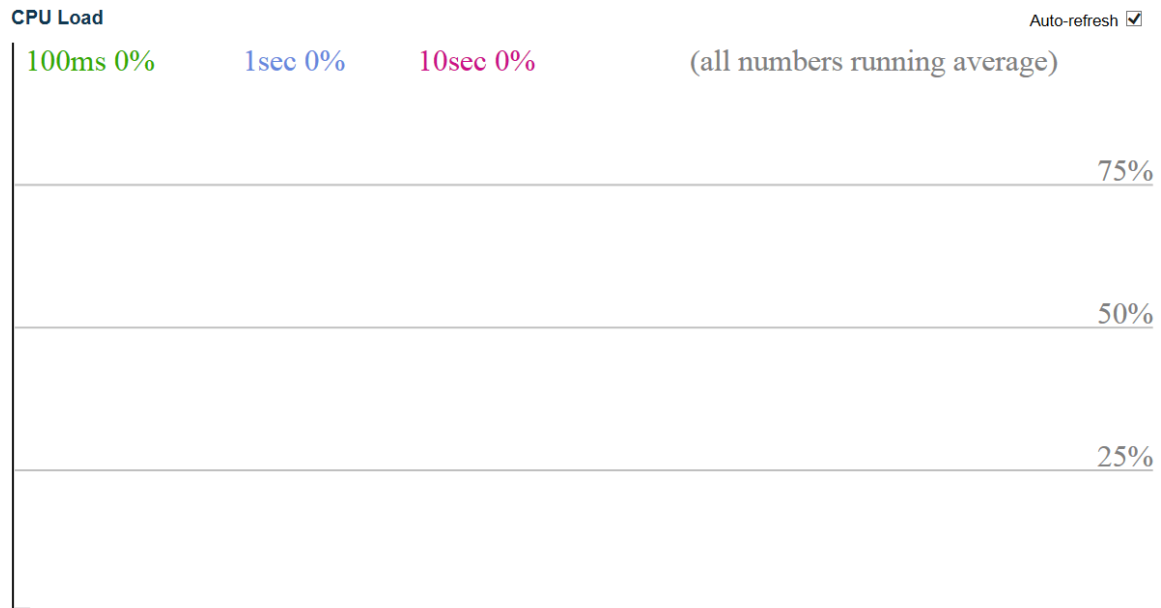 CPU Load
Auto-refresh
100ms 0% 1sec 0% 10sec 0% (all numbers running average)
75%
50%
25%